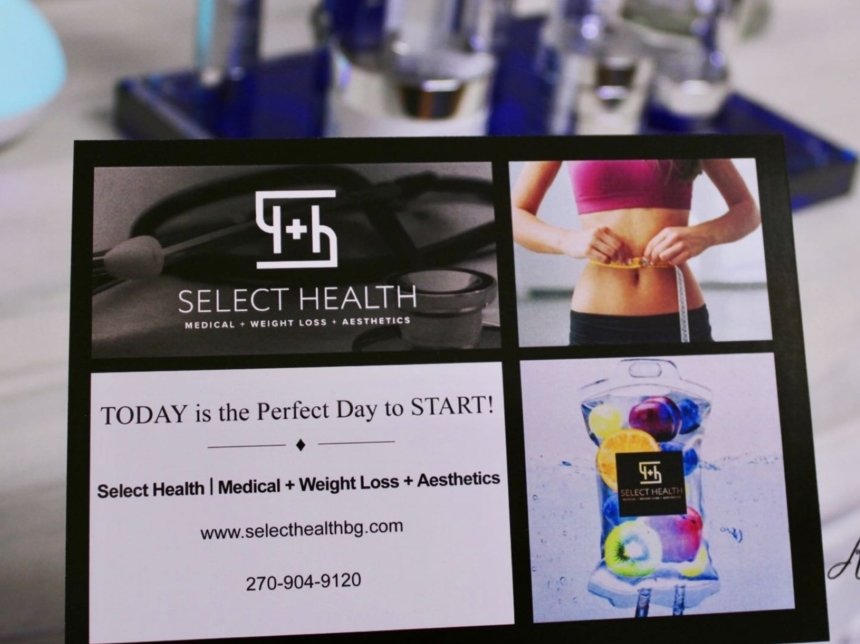 SELECT HEALTH
MEDICAL + WEIGHT LOSS + AESTHETICS
TODAY is the Perfect Day to START!
Select Health | Medical + Weight Loss + Aesthetics
www.selecthealthbg.com
270-904-9120
SELECT HEALTH